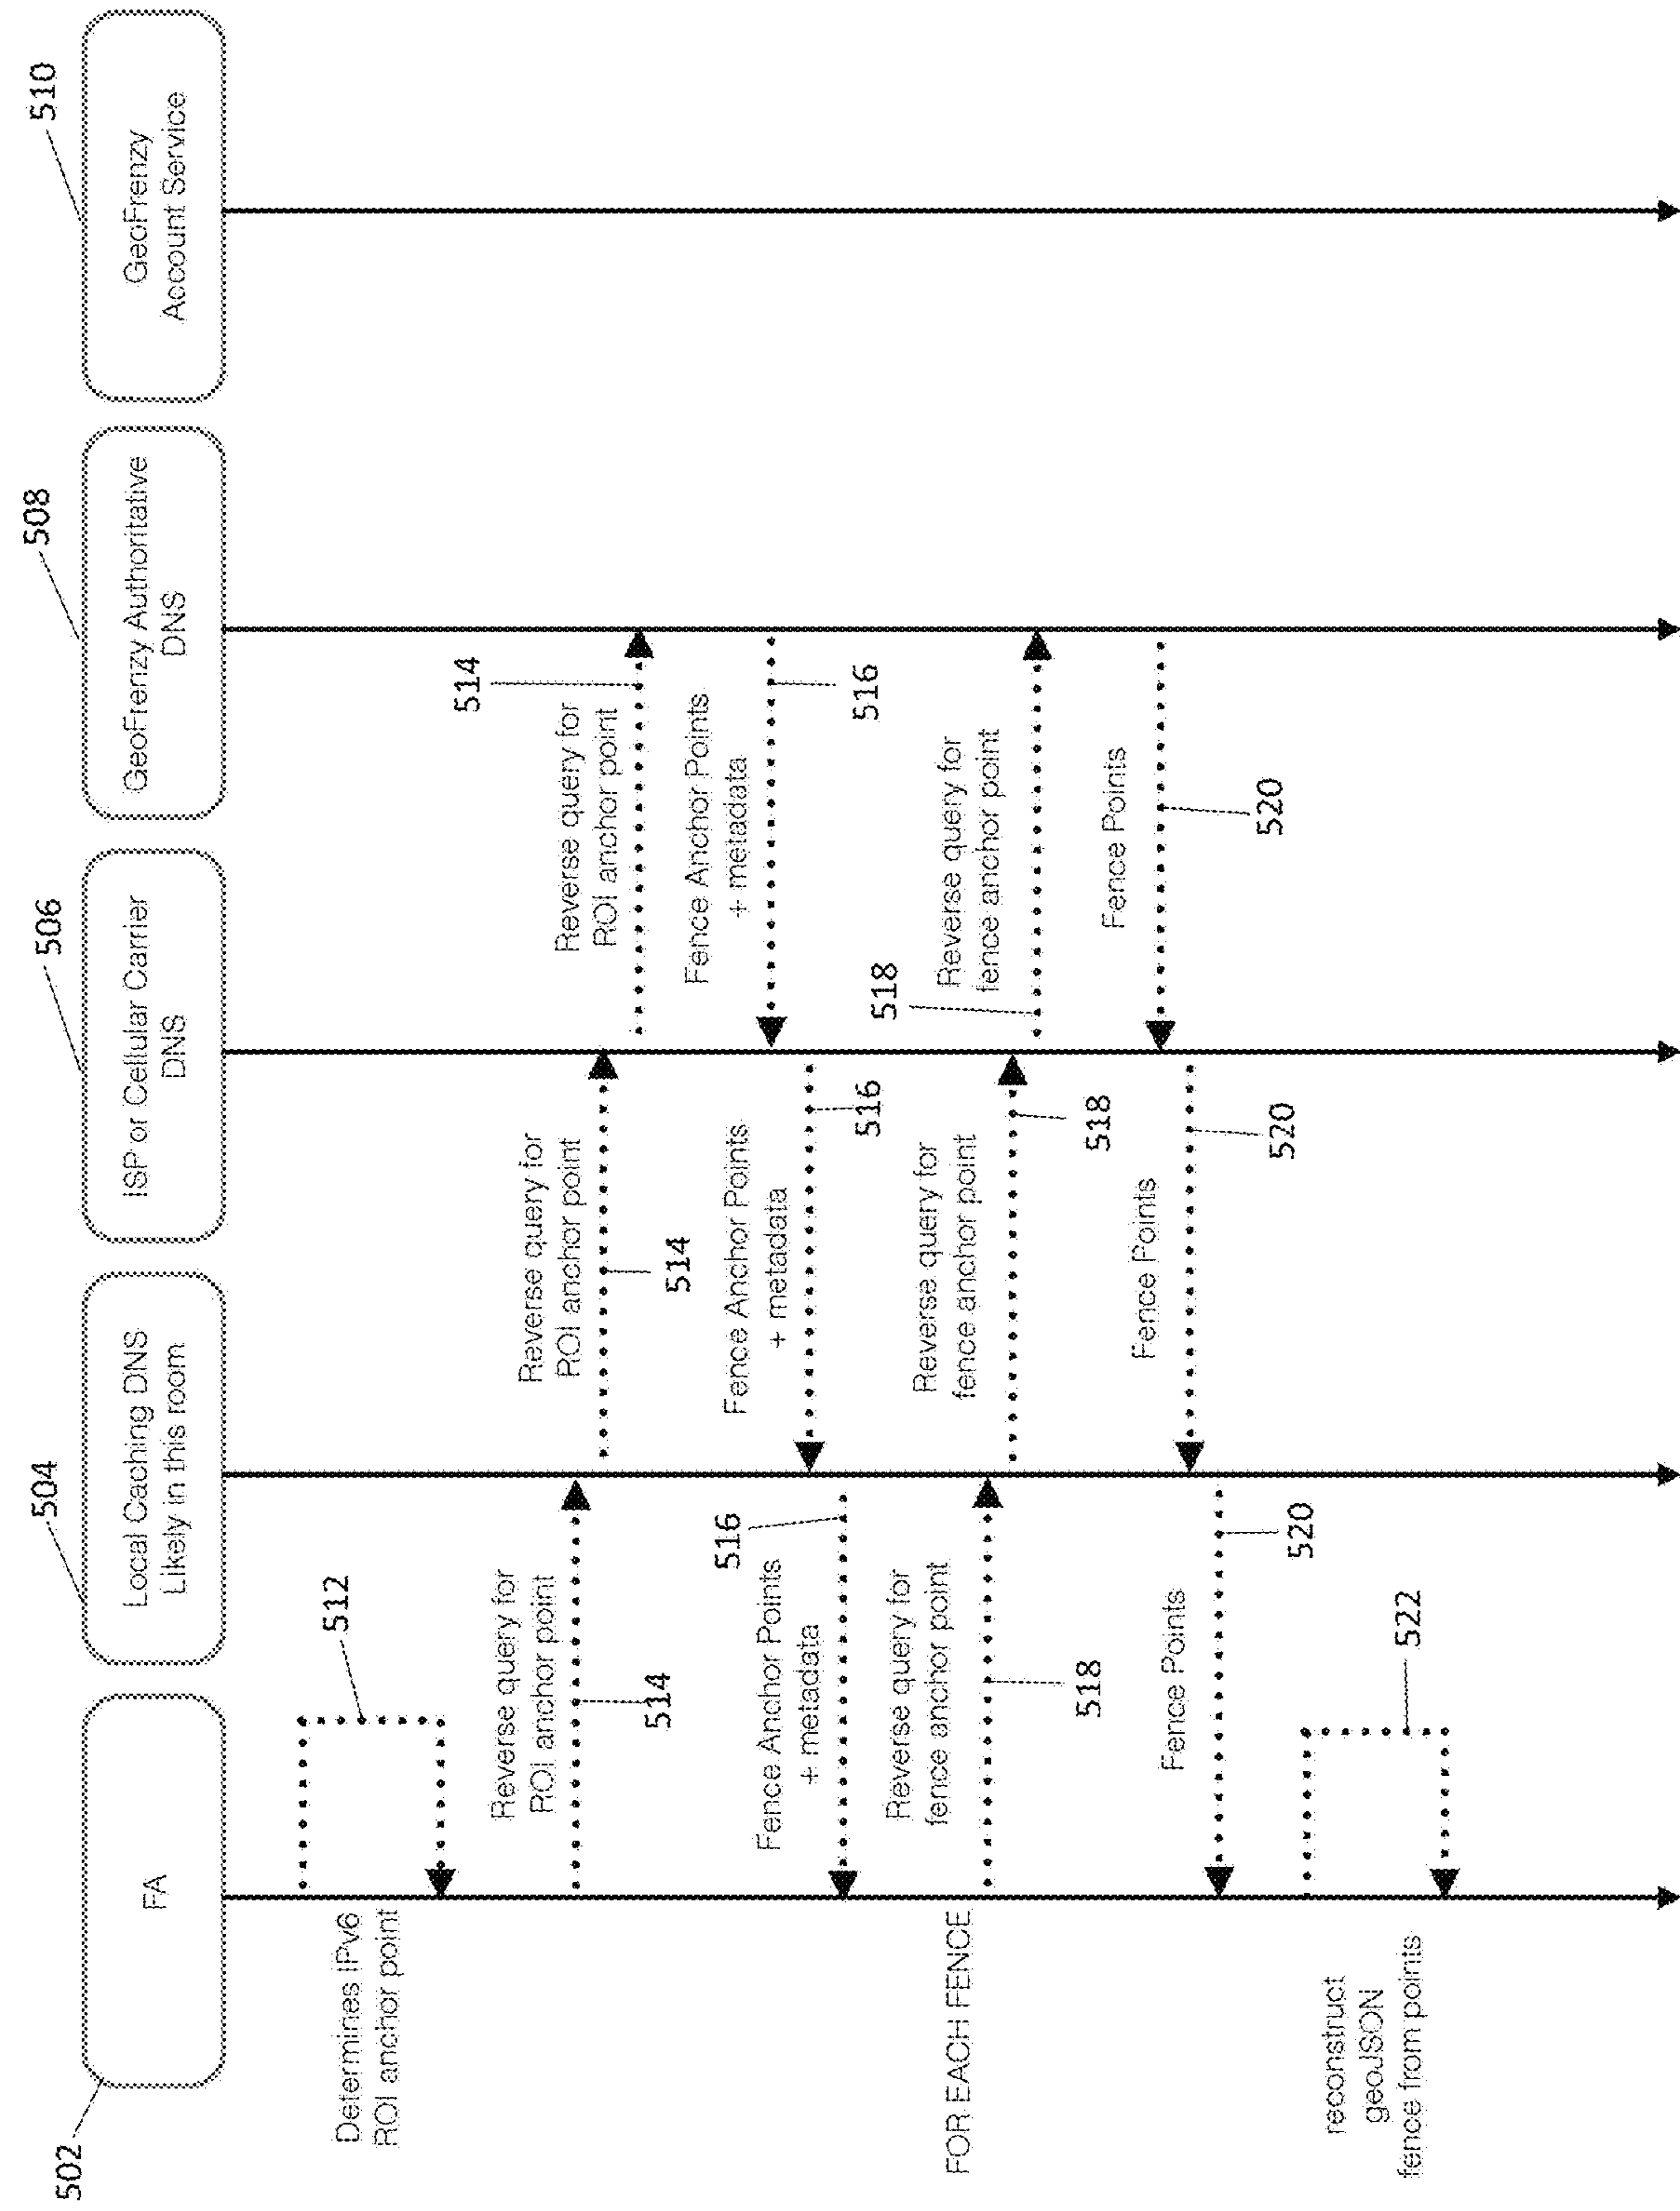 502
FA
504
Local Caching DNS
Likely in this room
506
ISP or Cellular Carrier
DNS
508
GeoFrenzy Authoritative
DNS
510
GeoFrenzy
Account Service
Determines IPv6
ROI anchor point
512
Reverse query for
ROI anchor point
514
Reverse query for
ROI anchor point
514
Reverse query for
ROI anchor point
514
Fence Anchor Points
+ metadata
516
Fence Anchor Points
+ metadata
516
Fence Anchor Points
+ metadata
516
FOR EACH FENCE
Reverse query for
fence anchor point
518
Reverse query for
fence anchor point
518
Reverse query for
fence anchor point
518
Fence Points
520
Fence Points
520
Fence Points
520
reconstruct
geoJSON
fence from points
522